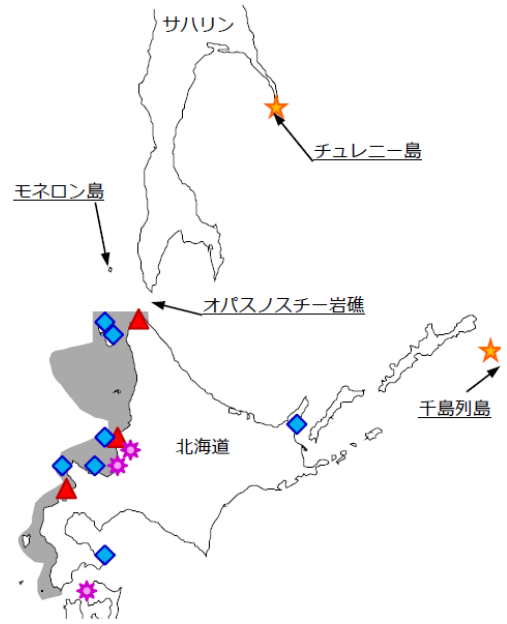 サハリン
チュレニー島
モネロン島
オパスノスチー岩礁
千島列島
北海道